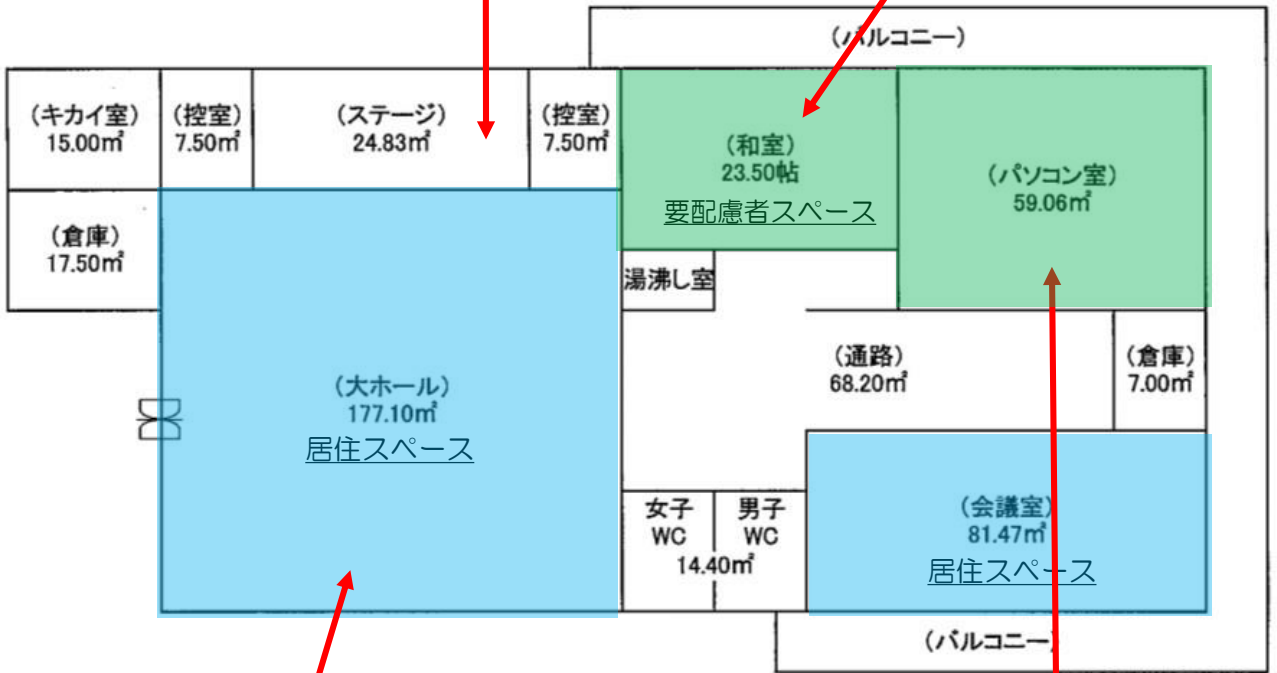 (バルコニー)
(キカイ室)
15.00㎡
(控室)
7.50㎡
(ステージ)
24.83㎡
(控室)
7.50㎡
(和室)
23.50帖
要配慮者スペース
(パソコン室)
59.06㎡
(倉庫)
17.50㎡
湯沸し室
(大ホール)
177.10㎡
居住スペース
(通路)
68.20㎡
(倉庫)
7.00㎡
女子
WC
男子
WC
14.40㎡
(会議室)
81.47㎡
居住スペース
(バルコニー)